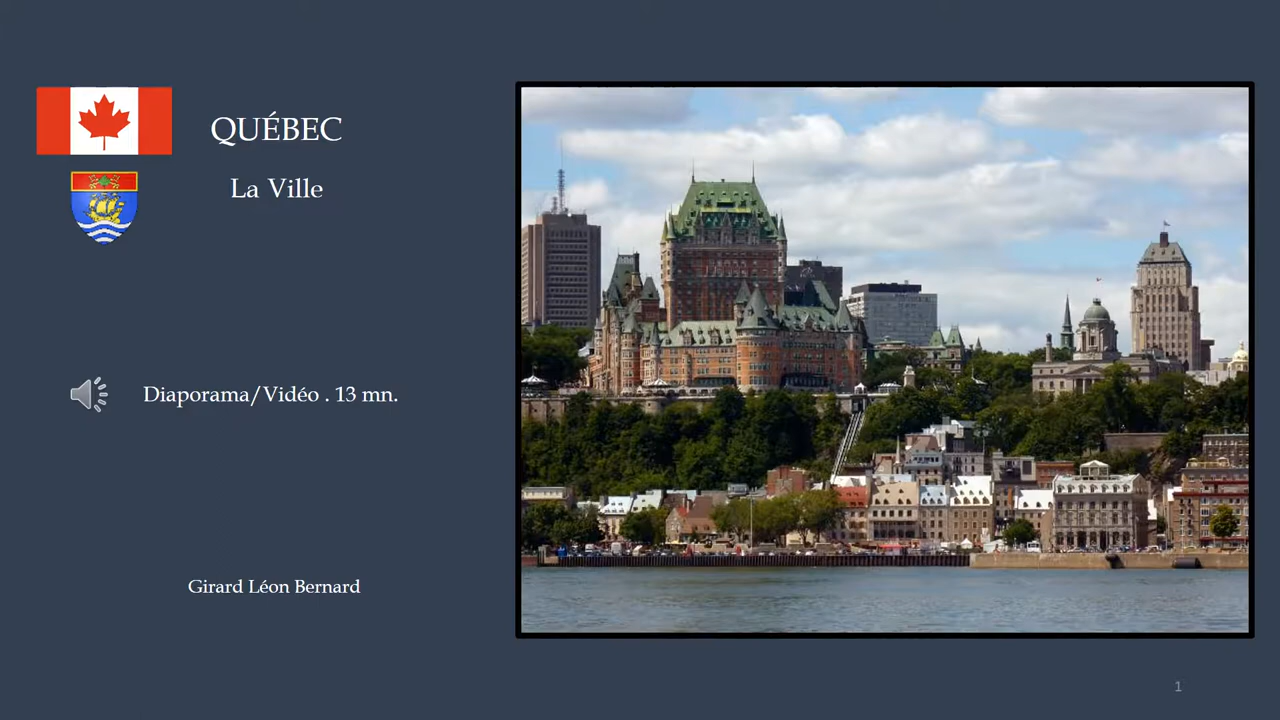 QUÉBEC
La Ville
Diaporama/Vidéo . 13 mn.
Girard Léon Bernard
1